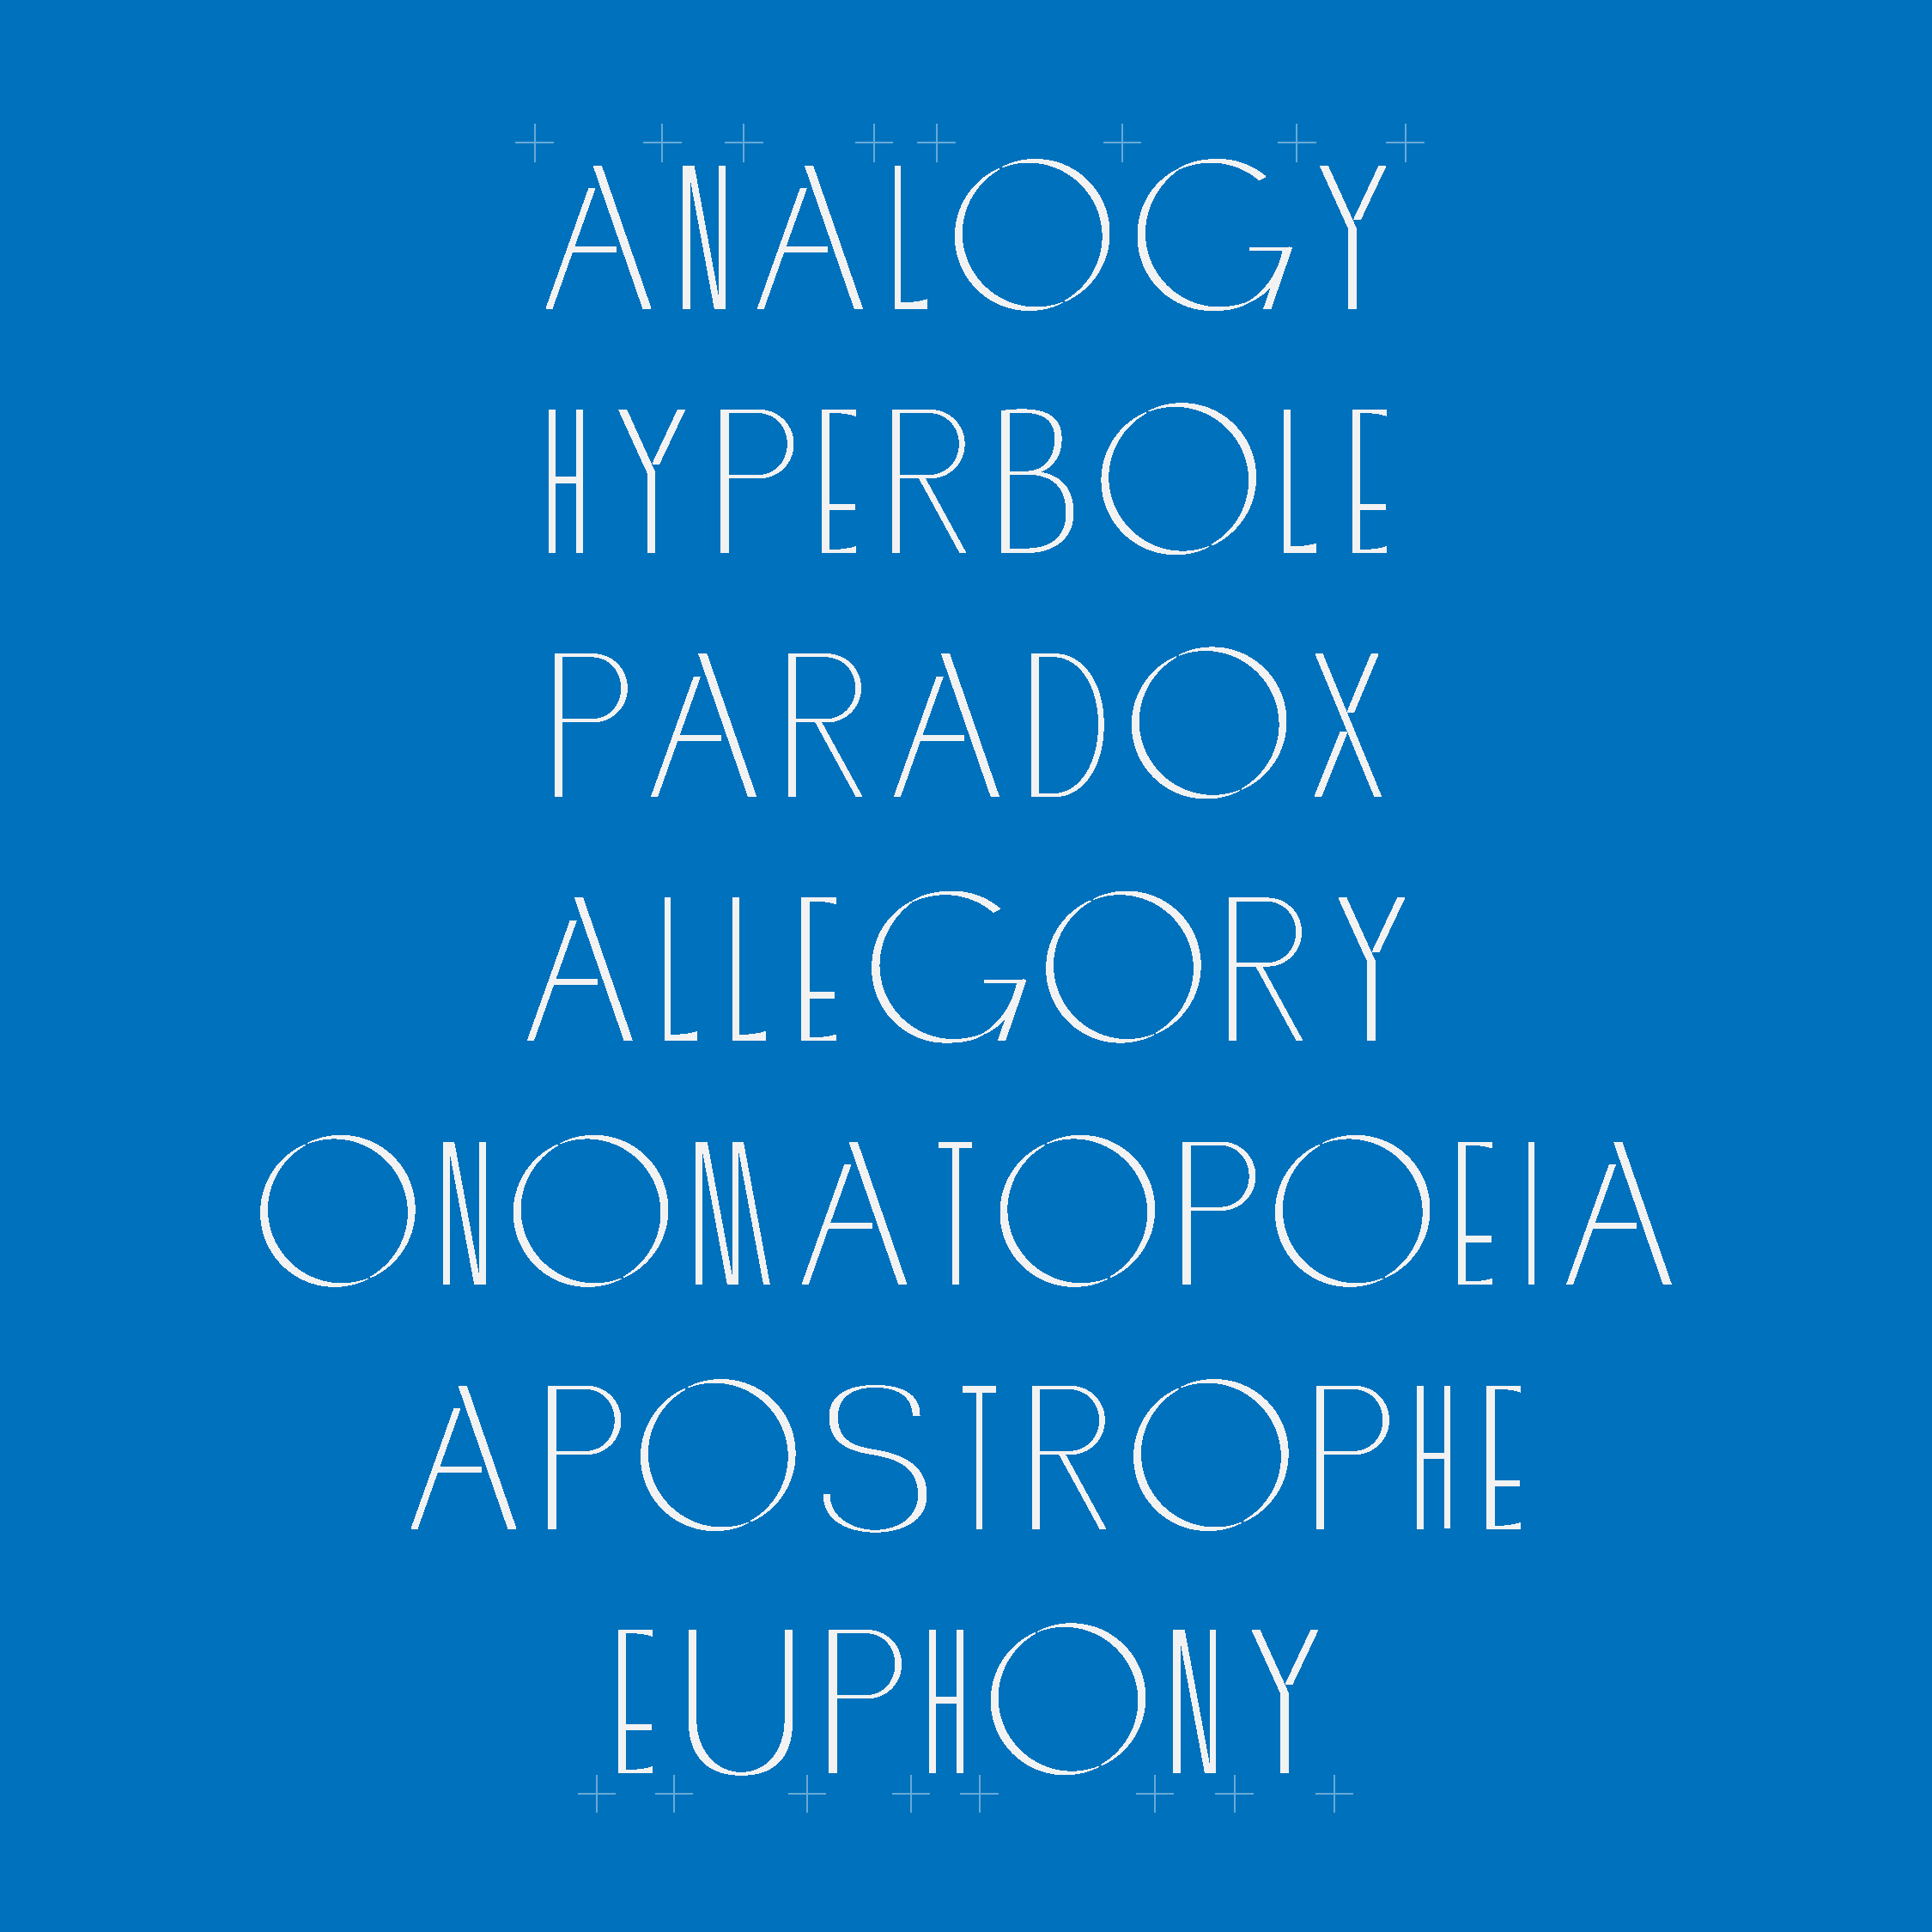 ANALOGY
HYPERBOLE
PARADOX
ALLEGORY
ONOMATOPOEIA
APOSTROPHE
EUPHONY